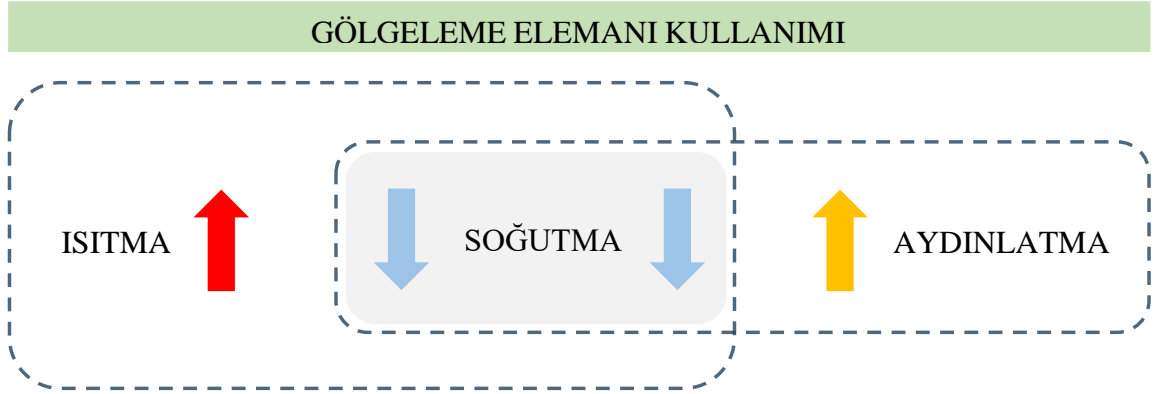 GÖLGELEME ELEMANI KULLANIMI
ISITMA
SOĞUTMA
AYDINLATMA